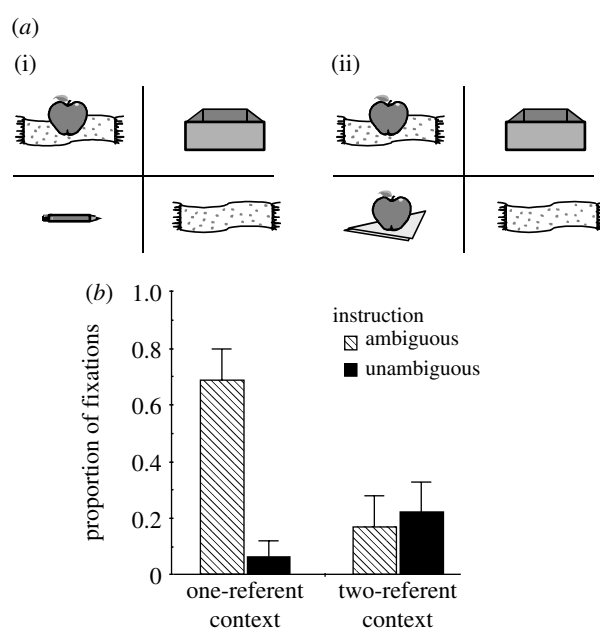 (a)
(i) (ii)
(b)
1.0
0.8
0.6
0.4
0.2
0
proportion of fixations
instruction
ambiguous
unambiguous
one-referent
context
two-referent
context